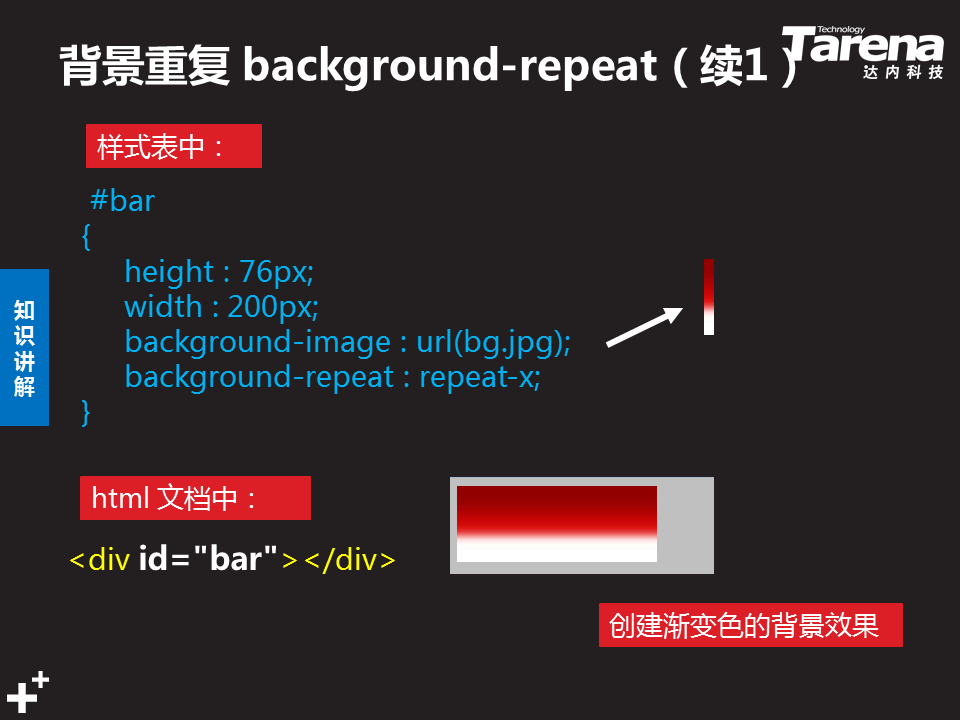 背景重复 background-repeat（续1）
Technology
Tarena
达内科技
样式表中：
#bar
{
height : 76px;
width : 200px;
background-image : url(bg.jpg);
background-repeat : repeat-x;
}
知识讲解
html 文档中：
<div id="bar"></div>
创建渐变色的背景效果